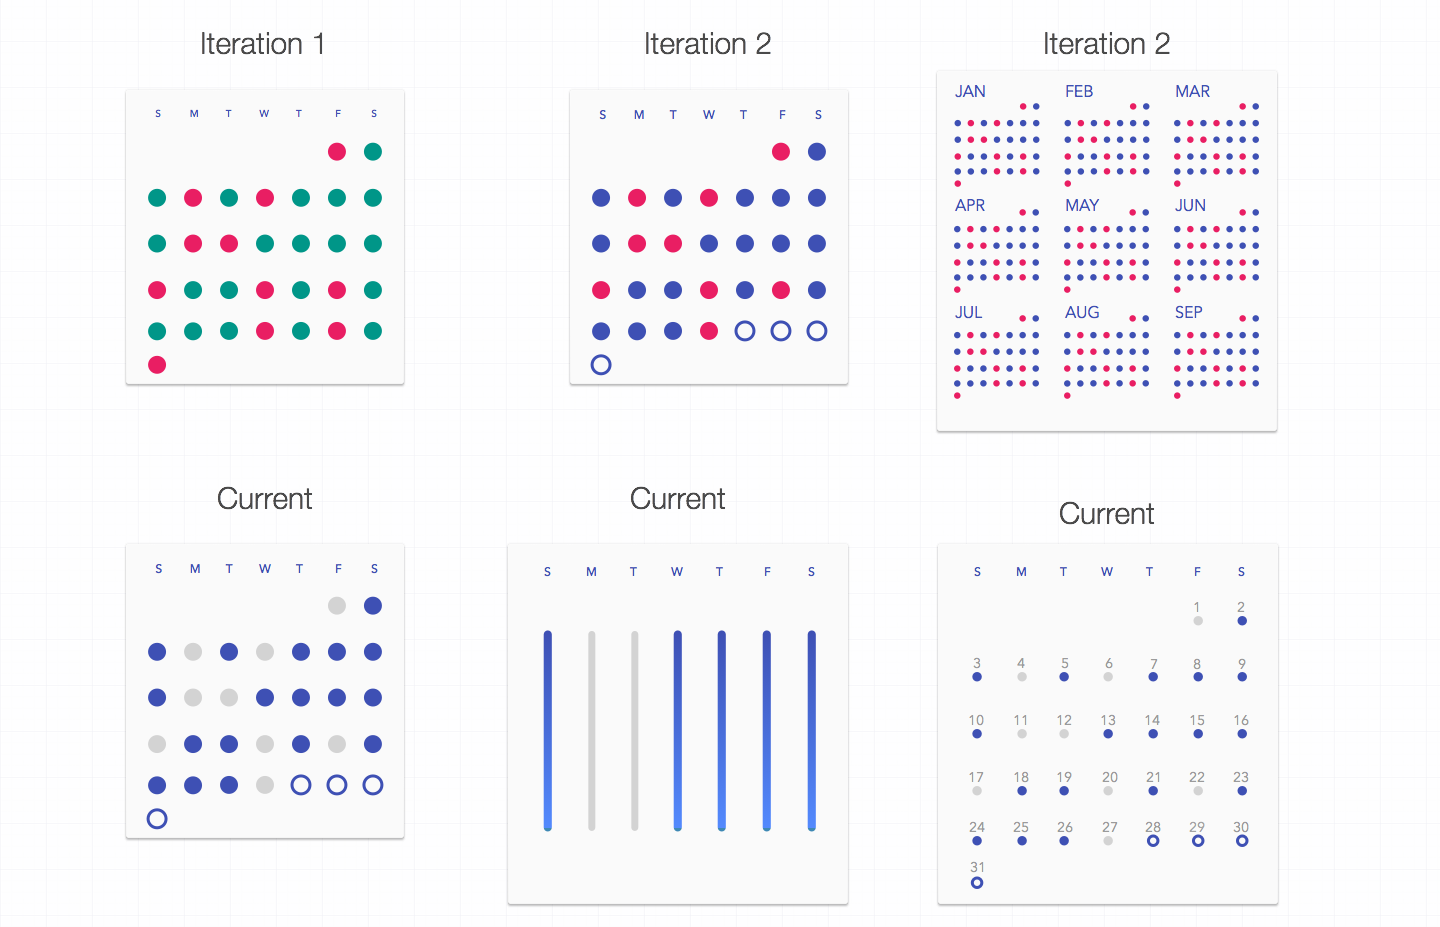 Iteration 1
S M T W T F S
Iteration 2
S M T W T F S
Iteration 2
JAN FEB MAR
APR MAY JUN
JUL AUG SEP
Current
S M T W T F S
Current
S M T W T F S
Current
S M T W T F S
1 2
3 4 5 6 7 8 9
10 11 12 13 14 15 16
17 18 19 20 21 22 23
24 25 26 27 28 29 30
31